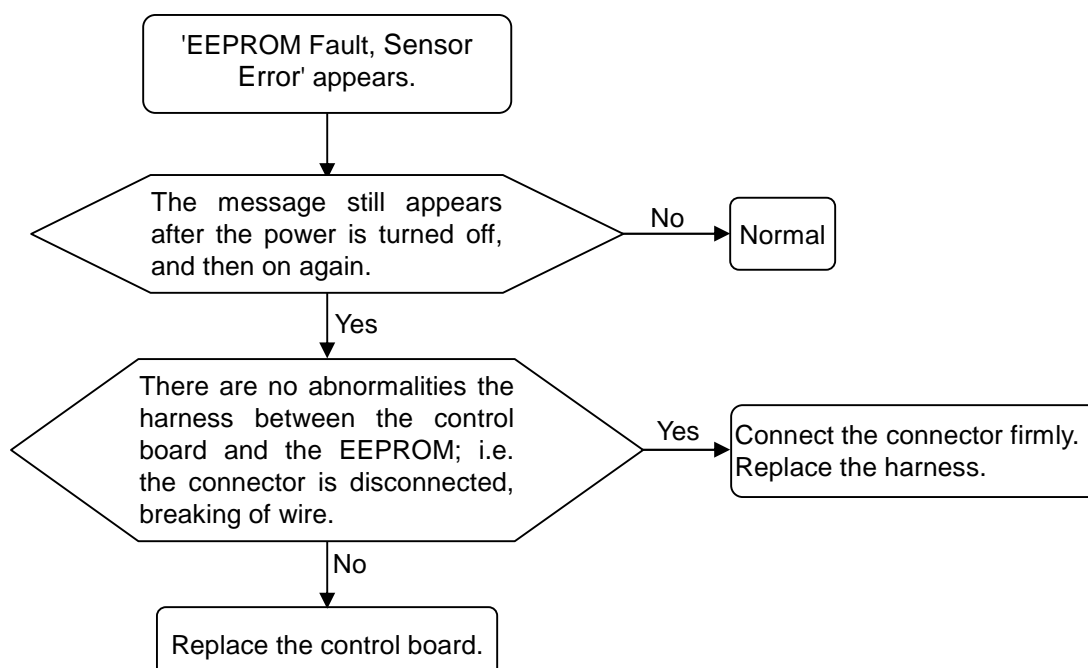 'EEPROM Fault, Sensor
Error' appears.
The message still appears
after the power is turned off,
and then on again.
No
Normal
Yes
There are no abnormalities the
harness between the control
board and the EEPROM; i.e.
the connector is disconnected,
breaking of wire.
Yes
Connect the connector firmly.
Replace the harness.
No
Replace the control board.